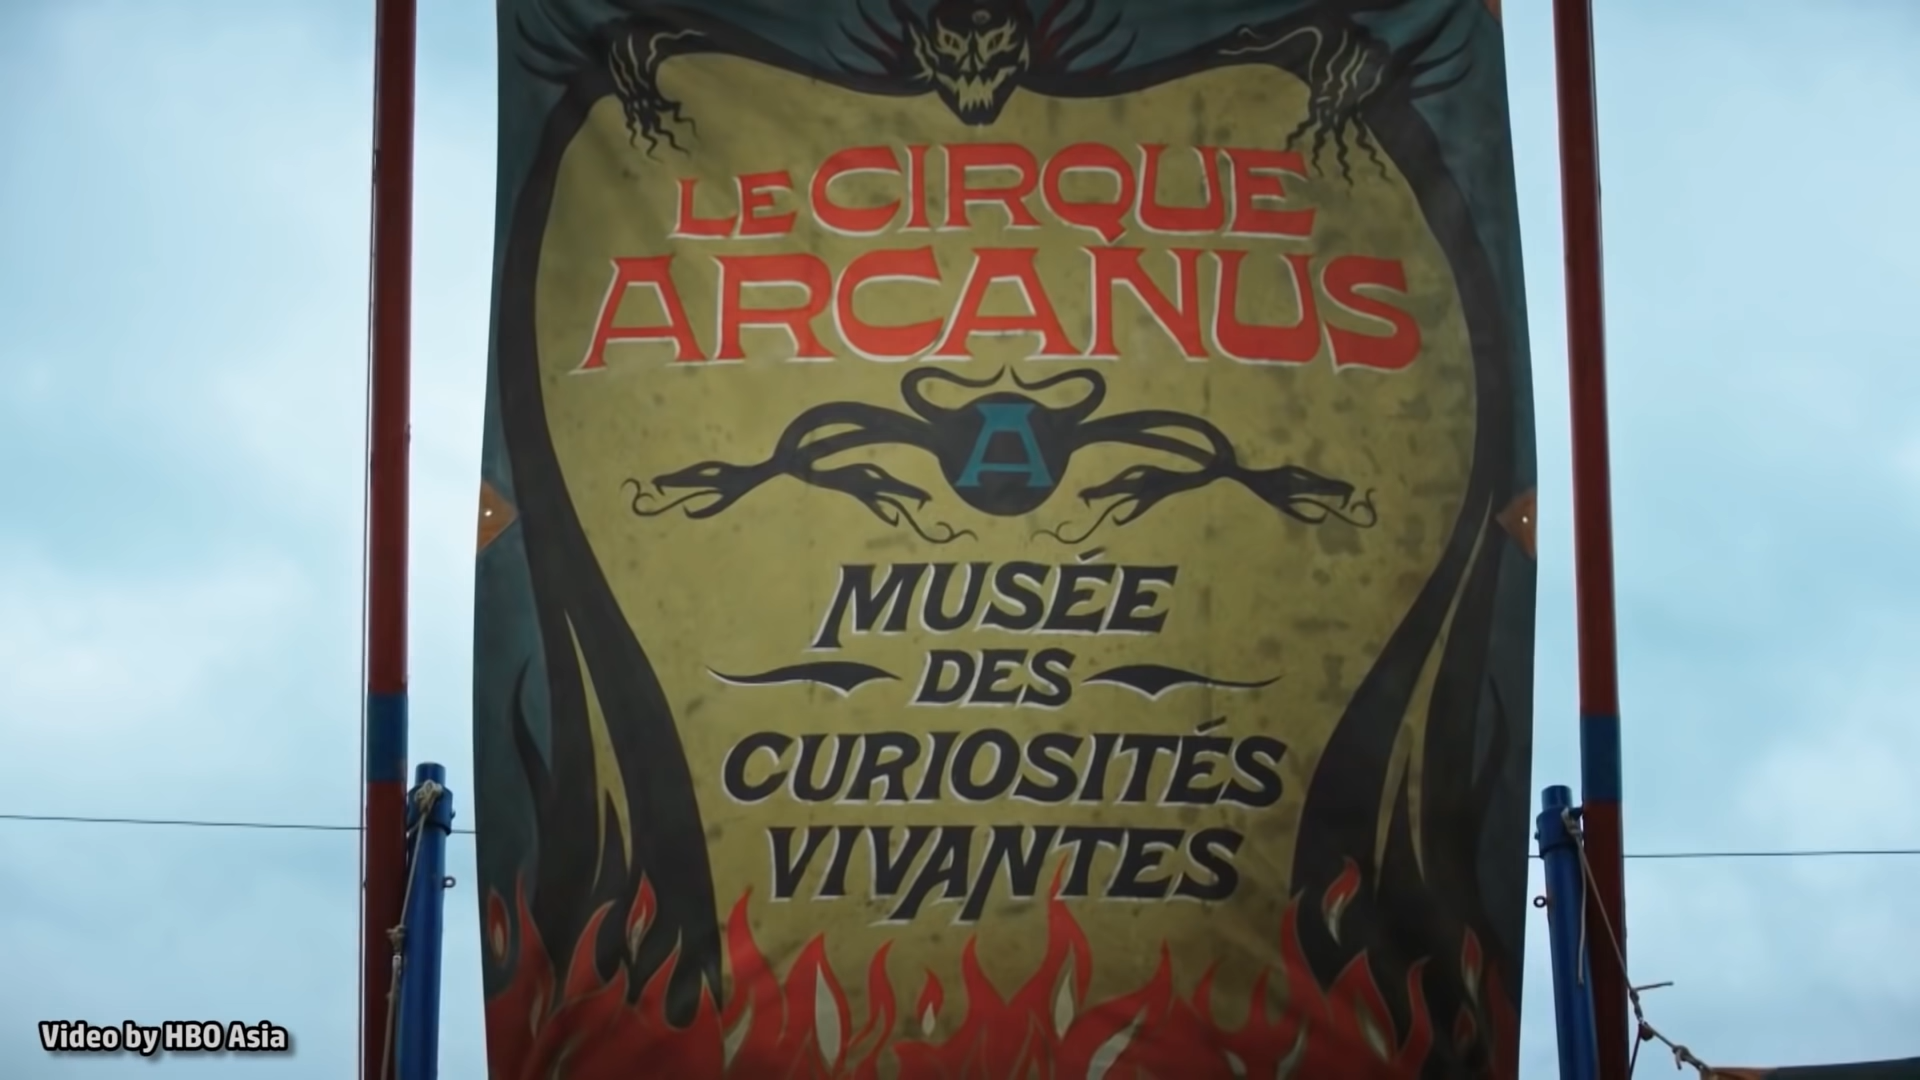 LE CIRQUE
ARCANUS
A
MUSÉE
DES
CURIOSITÉS
VIVANTES
Video by HBO Asia